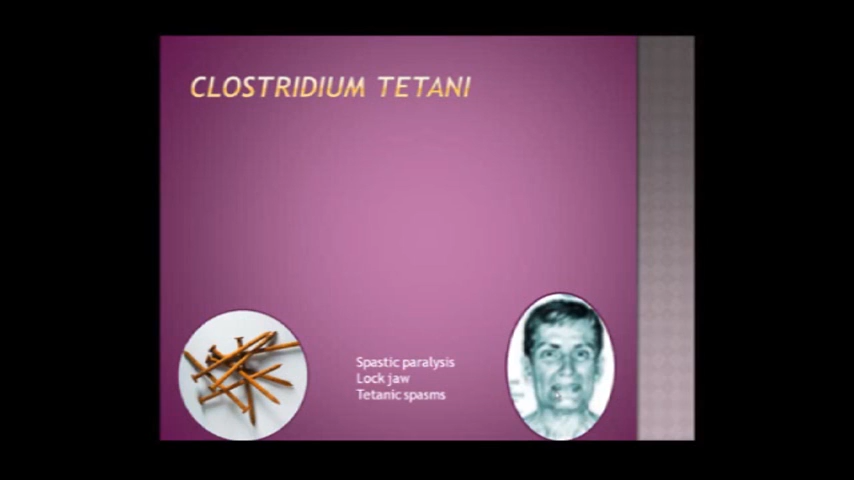 CLOSTRIDIUM TETANI
Spastic paralysis
Lock jaw
Tetanic spasms